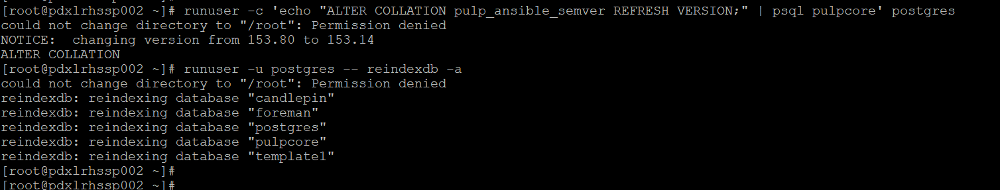 [root@pdxlrhssp002 ~]# runuser -c 'echo "ALTER COLLATION pulp_ansible_semver REFRESH VERSION;" | psql pulpcore' postgres
could not change directory to "/root": Permission denied
NOTICE:  changing version from 153.80 to 153.14
ALTER COLLATION
[root@pdxlrhssp002 ~]# runuser -u postgres -- reindexdb -a
could not change directory to "/root": Permission denied
reindexdb: reindexing database "candlepin"
reindexdb: reindexing database "foreman"
reindexdb: reindexing database "postgres"
reindexdb: reindexing database "pulpcore"
reindexdb: reindexing database "template1"
[root@pdxlrhssp002 ~]#
[root@pdxlrhssp002 ~]#